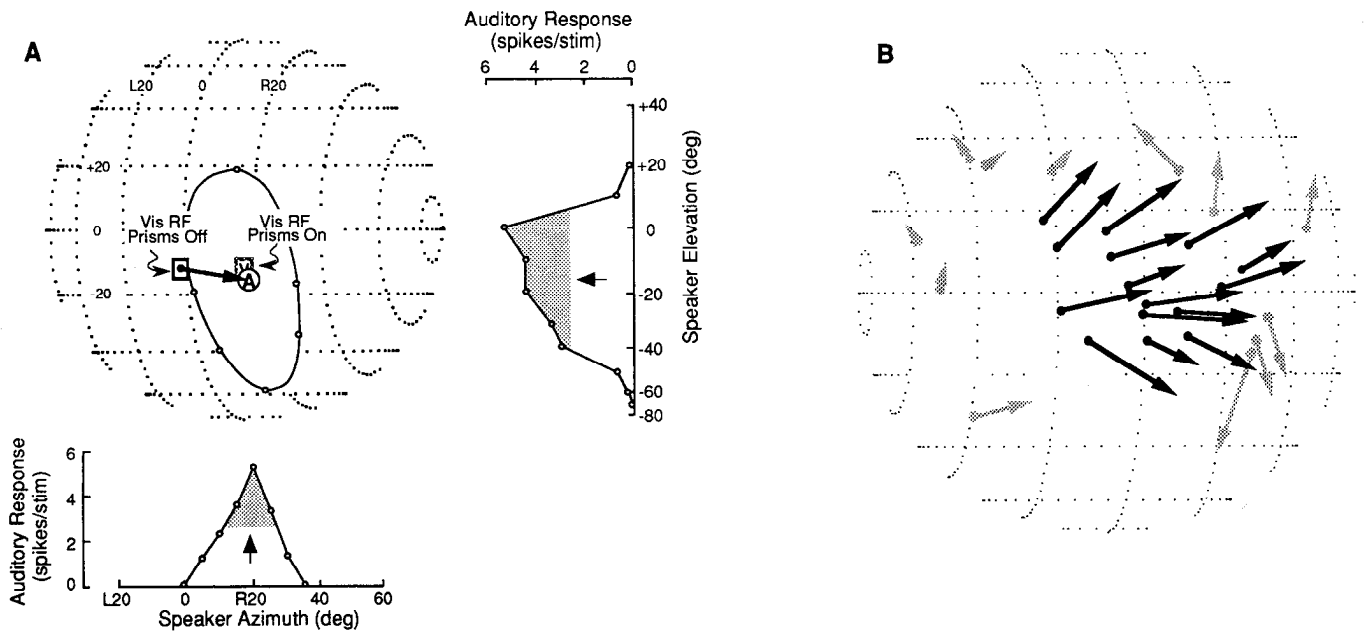 A
L20 0 R20
+20
Vis RF
Prisms Off
Vis RF
Prisms On
0
V
A
20
Auditory Response
(spikes/stim)
6 4 2 0
+40
+20
0
-20
-40
-60
-80
Speaker Elevation (deg)
Auditory Response
(spikes/stim)
6
4
2
0
L20 0 R20 40 60
Speaker Azimuth (deg)
B